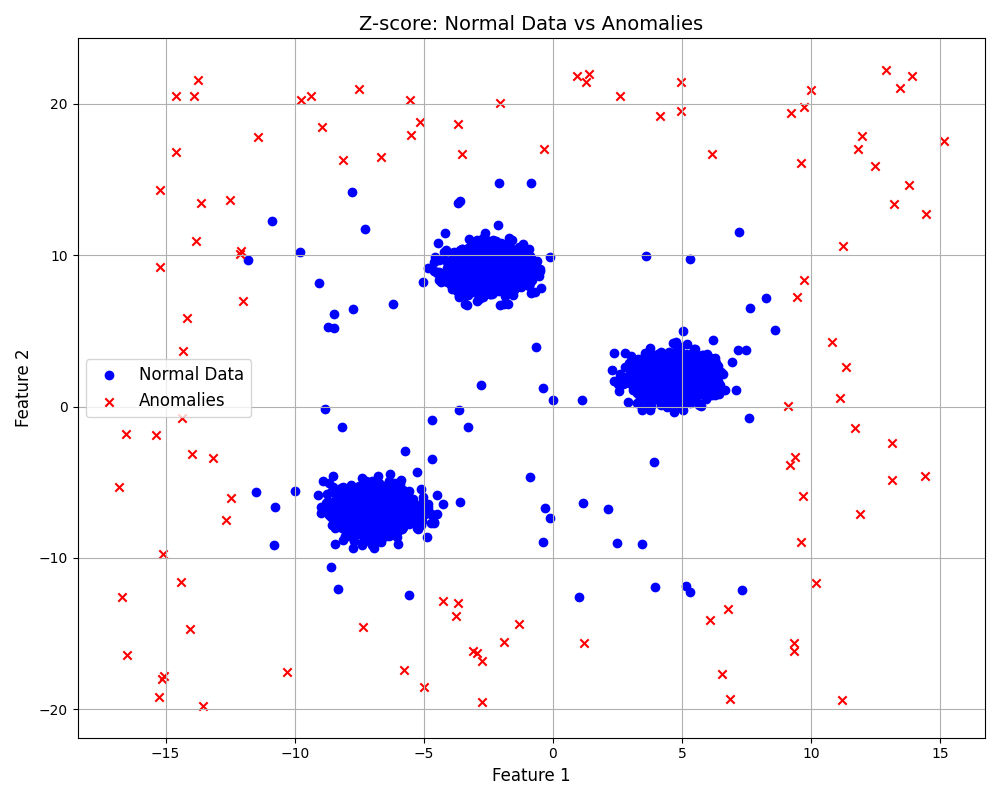 Z-score: Normal Data vs Anomalies
20
10
0
−10
−20
Feature 2
Normal Data
Anomalies
−15 −10 −5 0 5 10 15
Feature 1